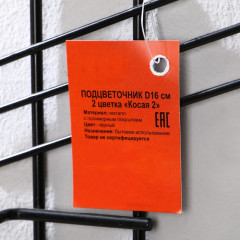 ПОДЦВЕТОЧНИК D16 см
2 цветка «Косая 2»
Материал: металл
с полимерным покрытием
Цвет - чёрный
Назначение: бытовое использование
Товар не сертифицируется
EAC